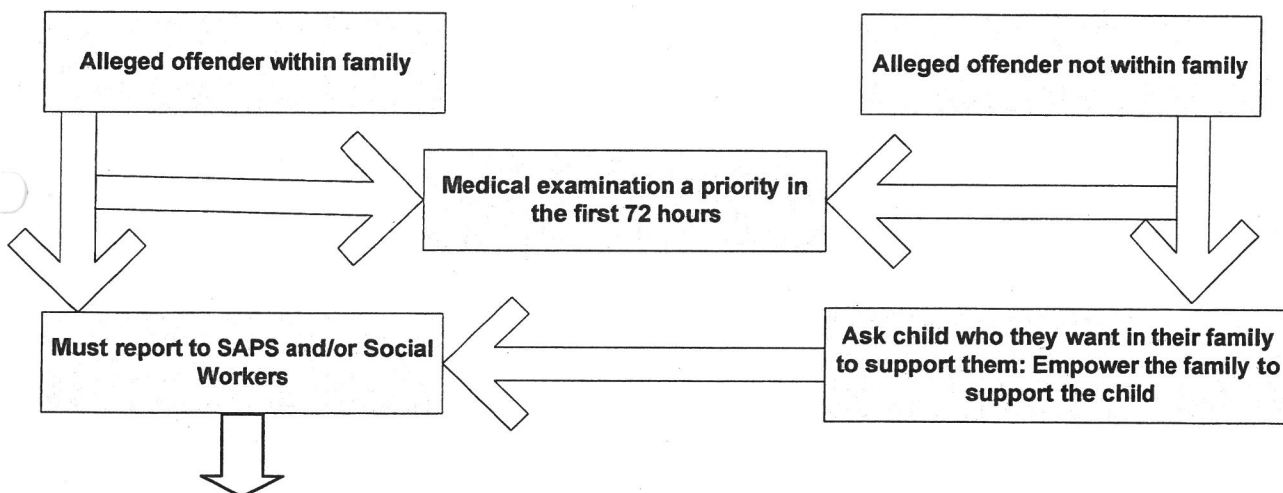 Alleged offender within family
Alleged offender not within family
Medical examination a priority in
the first 72 hours
Must report to SAPS and/or Social
Workers
Ask child who they want in their family
to support them: Empower the family to
support the child